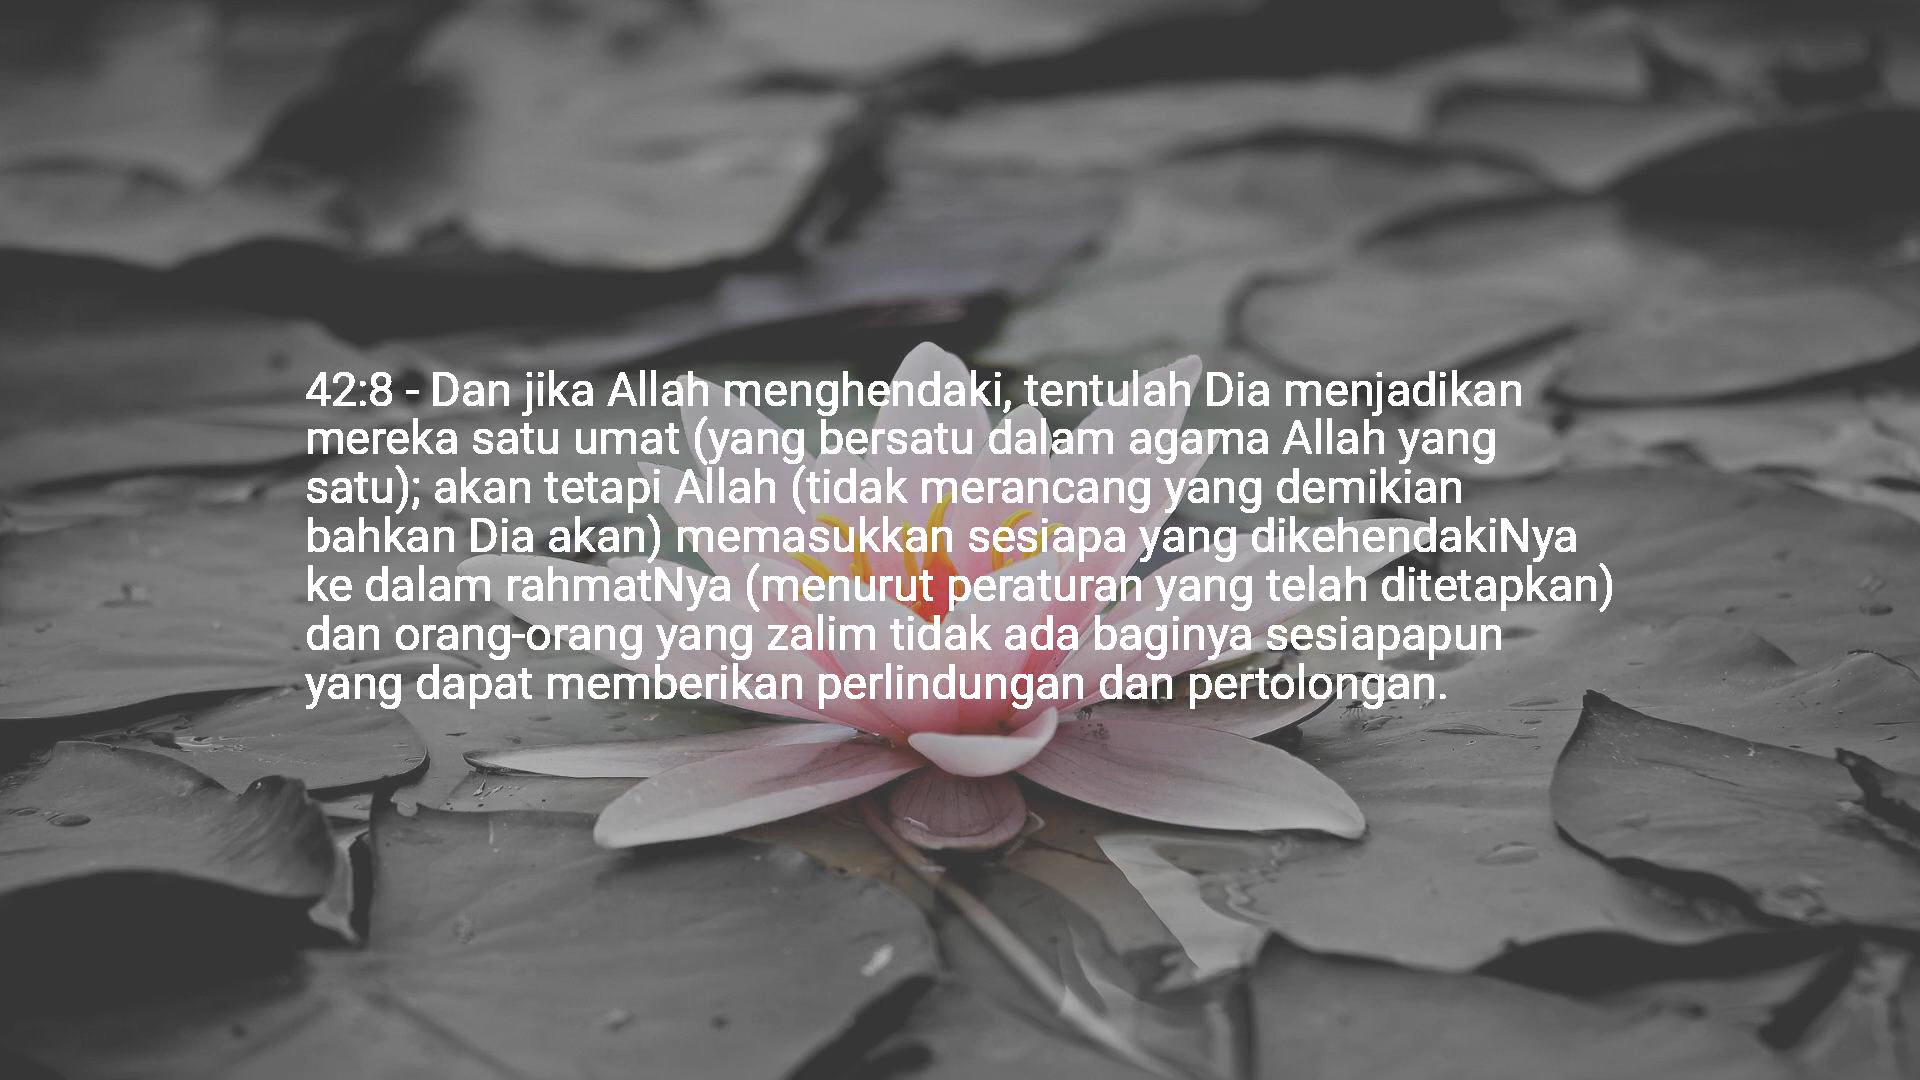 42:8 - Dan jika Allah menghendaki, tentulah Dia menjadikan
mereka satu umat (yang bersatu dalam agama Allah yang
satu); akan tetapi Allah (tidak merancang yang demikian
bahkan Dia akan) memasukkan sesiapa yang dikehendakiNya
ke dalam rahmatNya (menurut peraturan yang telah ditetapkan)
dan orang-orang yang zalim tidak ada baginya sesiapapun
yang dapat memberikan perlindungan dan pertolongan.